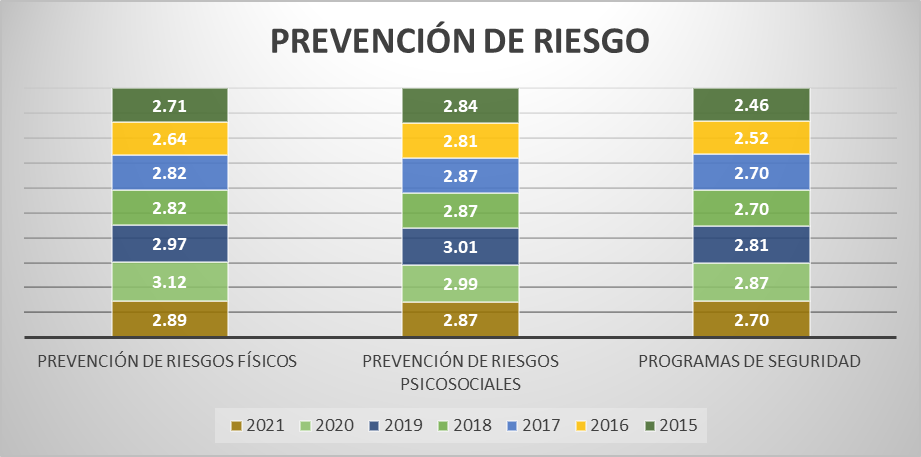 PREVENCIÓN DE RIESGO
2.71 2.84 2.46
2.64 2.81 2.52
2.82 2.87 2.70
2.82 2.87 2.70
2.97 3.01 2.81
3.12 2.99 2.87
2.89 2.87 2.70
PREVENCIÓN DE RIESGOS FÍSICOS PREVENCIÓN DE RIESGOS PROGRAMAS DE SEGURIDAD
PSICOSOCIALES
2021 2020 2019 2018 2017 2016 2015